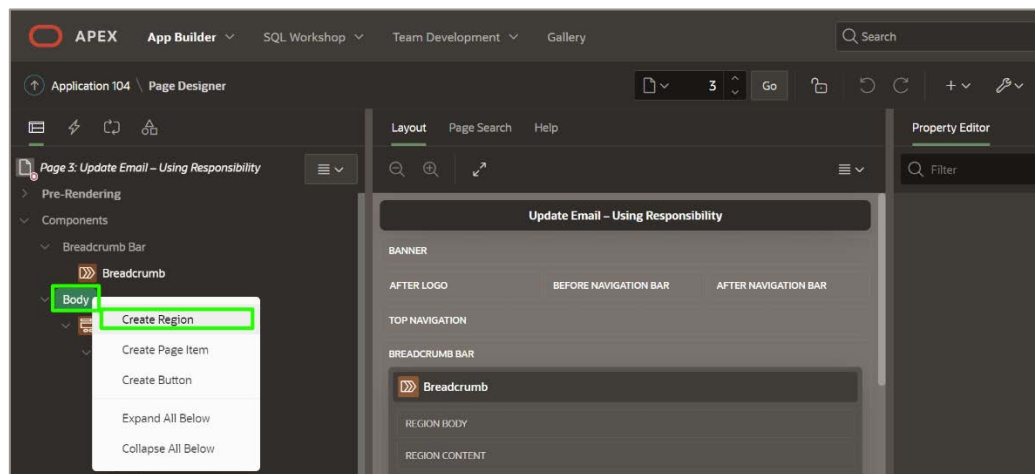 APEX App Builder SQL Workshop Team Development Gallery Search
Application 104 \ Page Designer 3 Go
Layout Page Search Help Property Editor
Page 3: Update Email – Using Responsibility Filter
Pre-Rendering
Components
Update Email – Using Responsibility
Breadcrumb Bar
BANNER
Breadcrumb
AFTER LOGO BEFORE NAVIGATION BAR AFTER NAVIGATION BAR
Body
Create Region
TOP NAVIGATION
Create Page Item
BREADCRUMB BAR
Create Button
Breadcrumb
Expand All Below
REGION BODY
Collapse All Below
REGION CONTENT